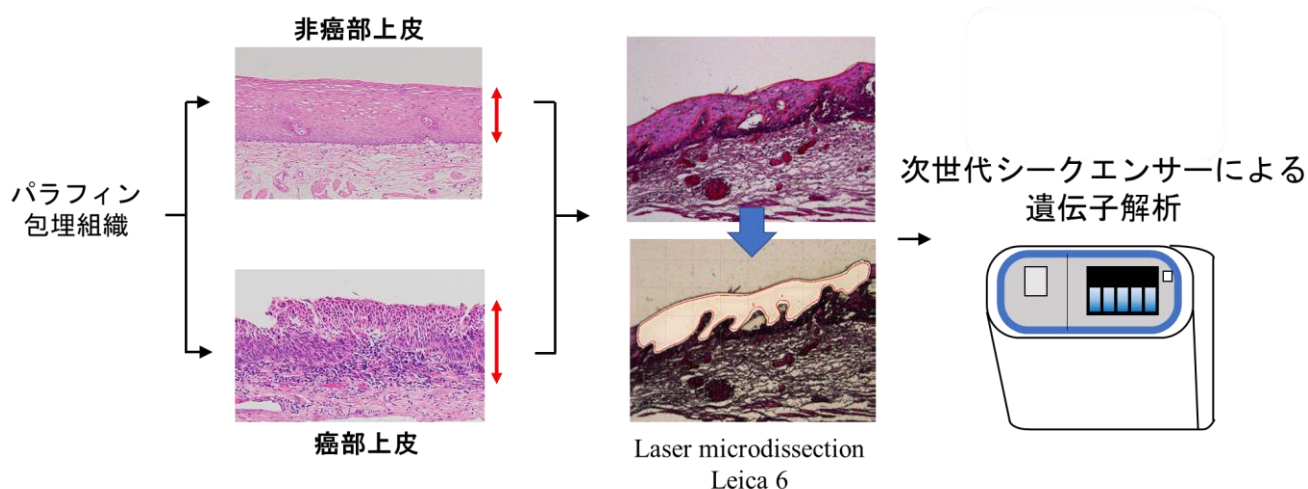 非癌部上皮
パラフィン
包埋組織
癌部上皮
Laser microdissection
Leica 6
次世代シークエンサーによる
遺伝子解析